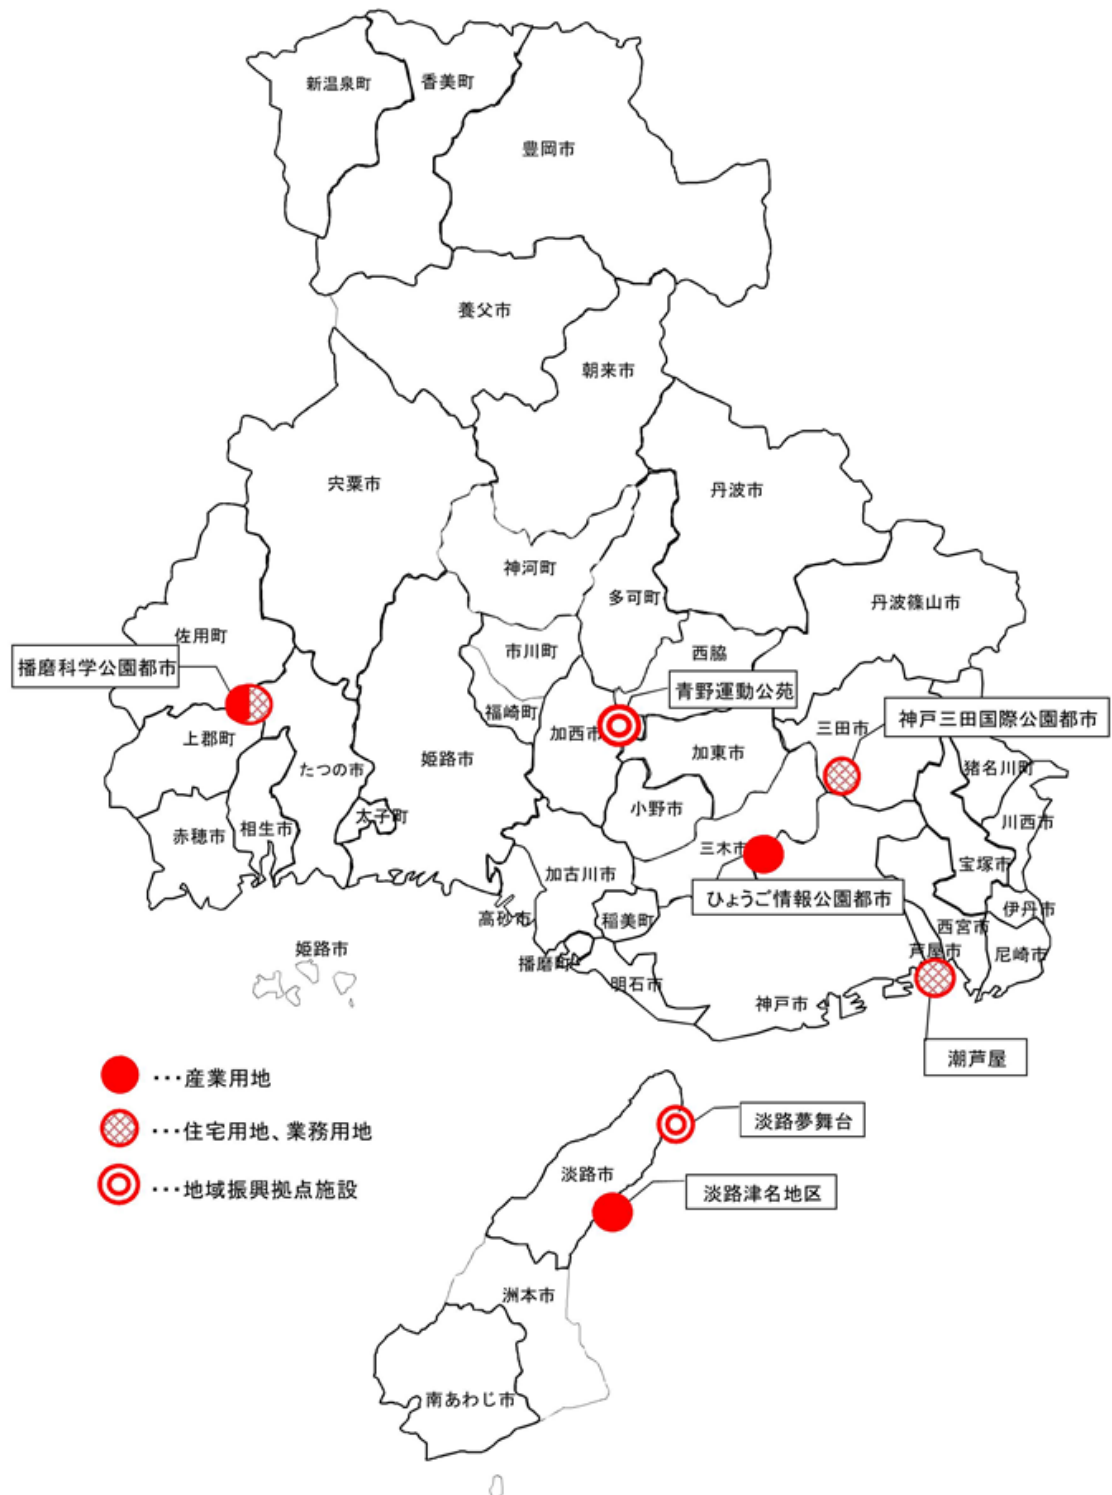 新温泉町
香美町
豊岡市
養父市
朝来市
宍粟市
丹波市
神河町
多可町
丹波篠山市
佐用町
市川町
西脇
播磨科学公園都市
青野運動公苑
福崎町
加西市
三田市
神戸三田国際公園都市
上郡町
姫路市
加東市
たつの市
猪名川町
太子町
小野市
赤穂市
相生市
川西市
三木市
加古川市
宝塚市
ひょうご情報公園都市
高砂市
稲美町
伊丹市
西宮市
姫路市
芦屋市
尼崎市
播磨町
明石市
神戸市
潮芦屋
・・・産業用地
・・・住宅用地、業務用地
・・・地域振興拠点施設
淡路夢舞台
淡路市
淡路津名地区
洲本市
南あわじ市